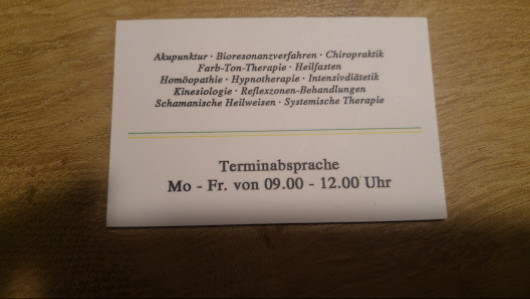 Akupunktur · Bioresonanzverfahren · Chiropraktik
Farb-Ton-Therapie · Heilfasten
Homöopathie · Hypnotherapie · Intensivdiätetik
Kinesiologie · Reflexzonen-Behandlungen
Schamanische Heilweisen · Systemische Therapie
Terminabsprache
Mo - Fr. von 09.00 - 12.00 Uhr